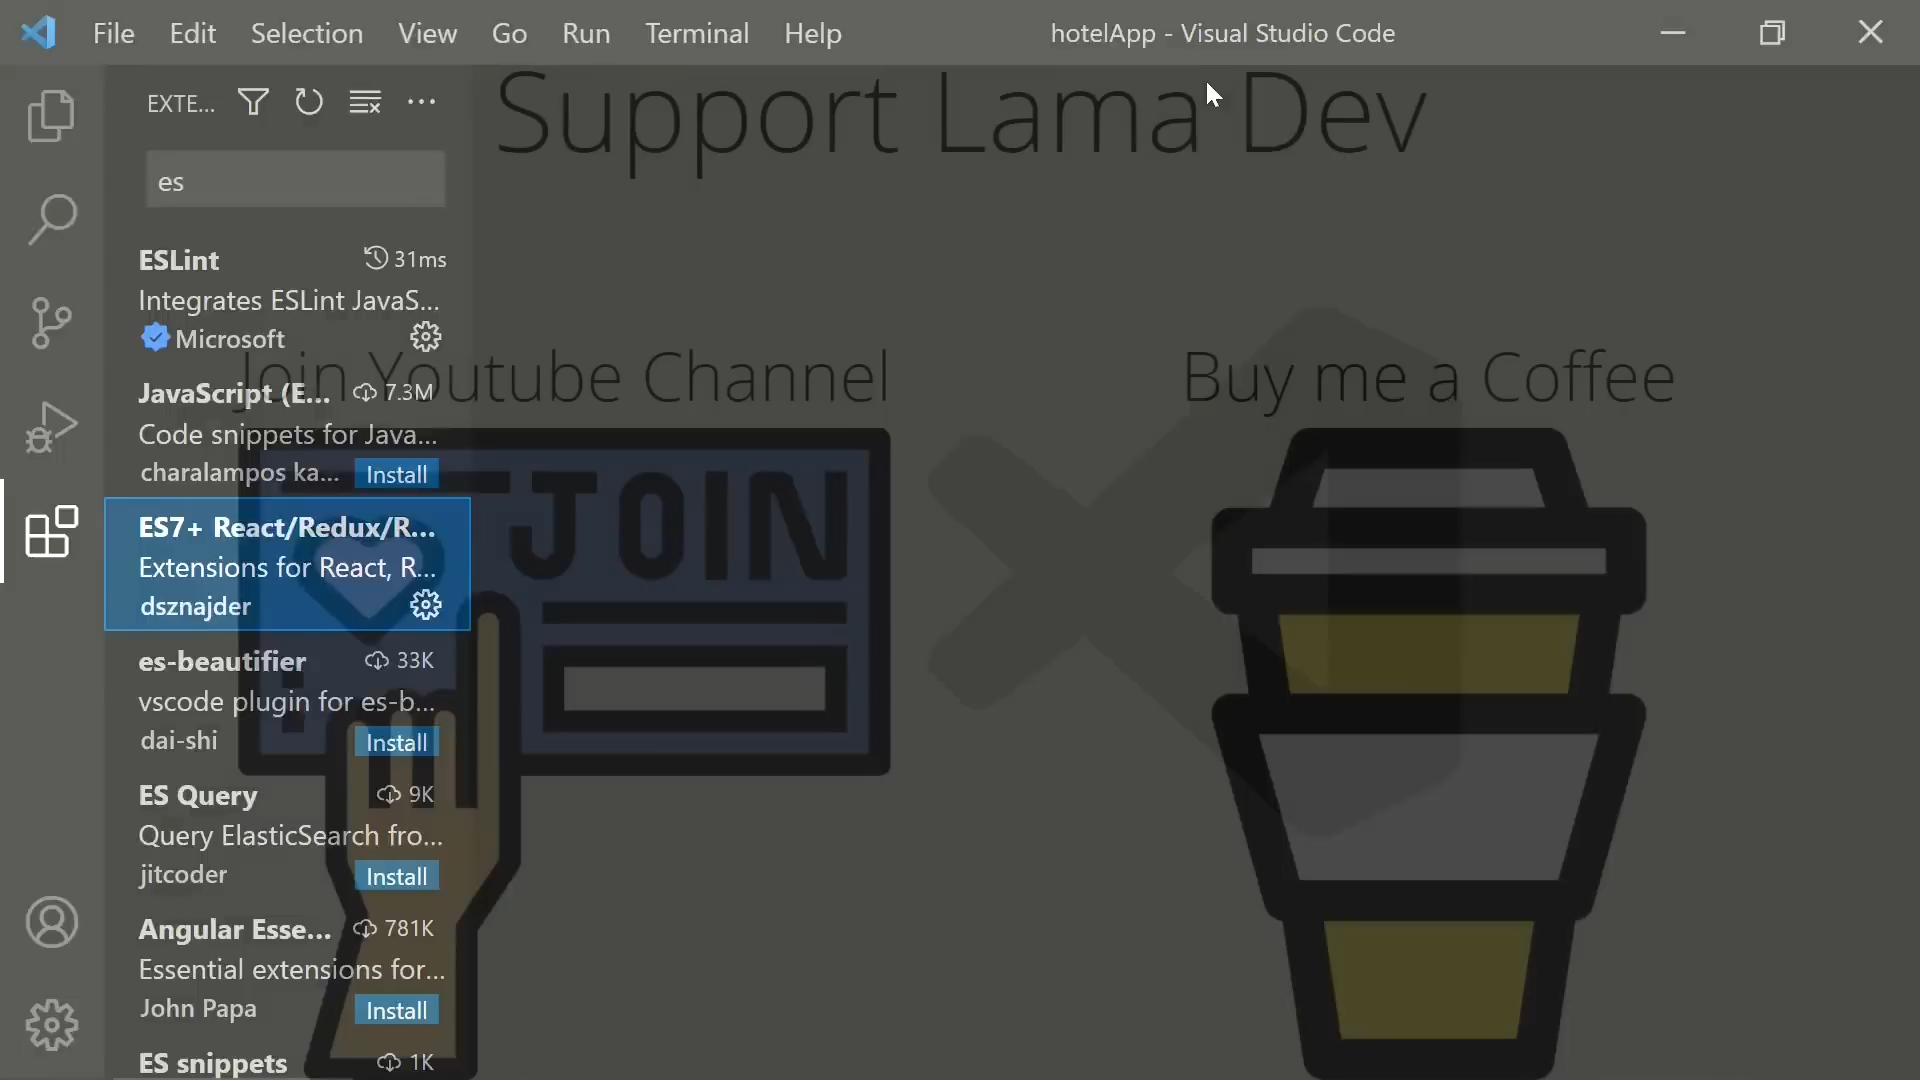 File Edit Selection View Go Run Terminal Help hotelApp - Visual Studio Code
EXTE...
Support Lama Dev
es
ESLint 31ms
Integrates ESLint JavaS...
Microsoft
Join Youtube Channel
Buy me a Coffee
JavaScript (E... 7.3M
Code snippets for Java...
charalampos ka... Install
JOIN
ES7+ React/Redux/R...
Extensions for React, R...
dsznajder
es-beautifier 33K
vscode plugin for es-b...
dai-shi Install
ES Query 9K
Query ElasticSearch fro...
jitcoder Install
Angular Esse... 781K
Essential extensions for...
John Papa Install
ES snippets 1K